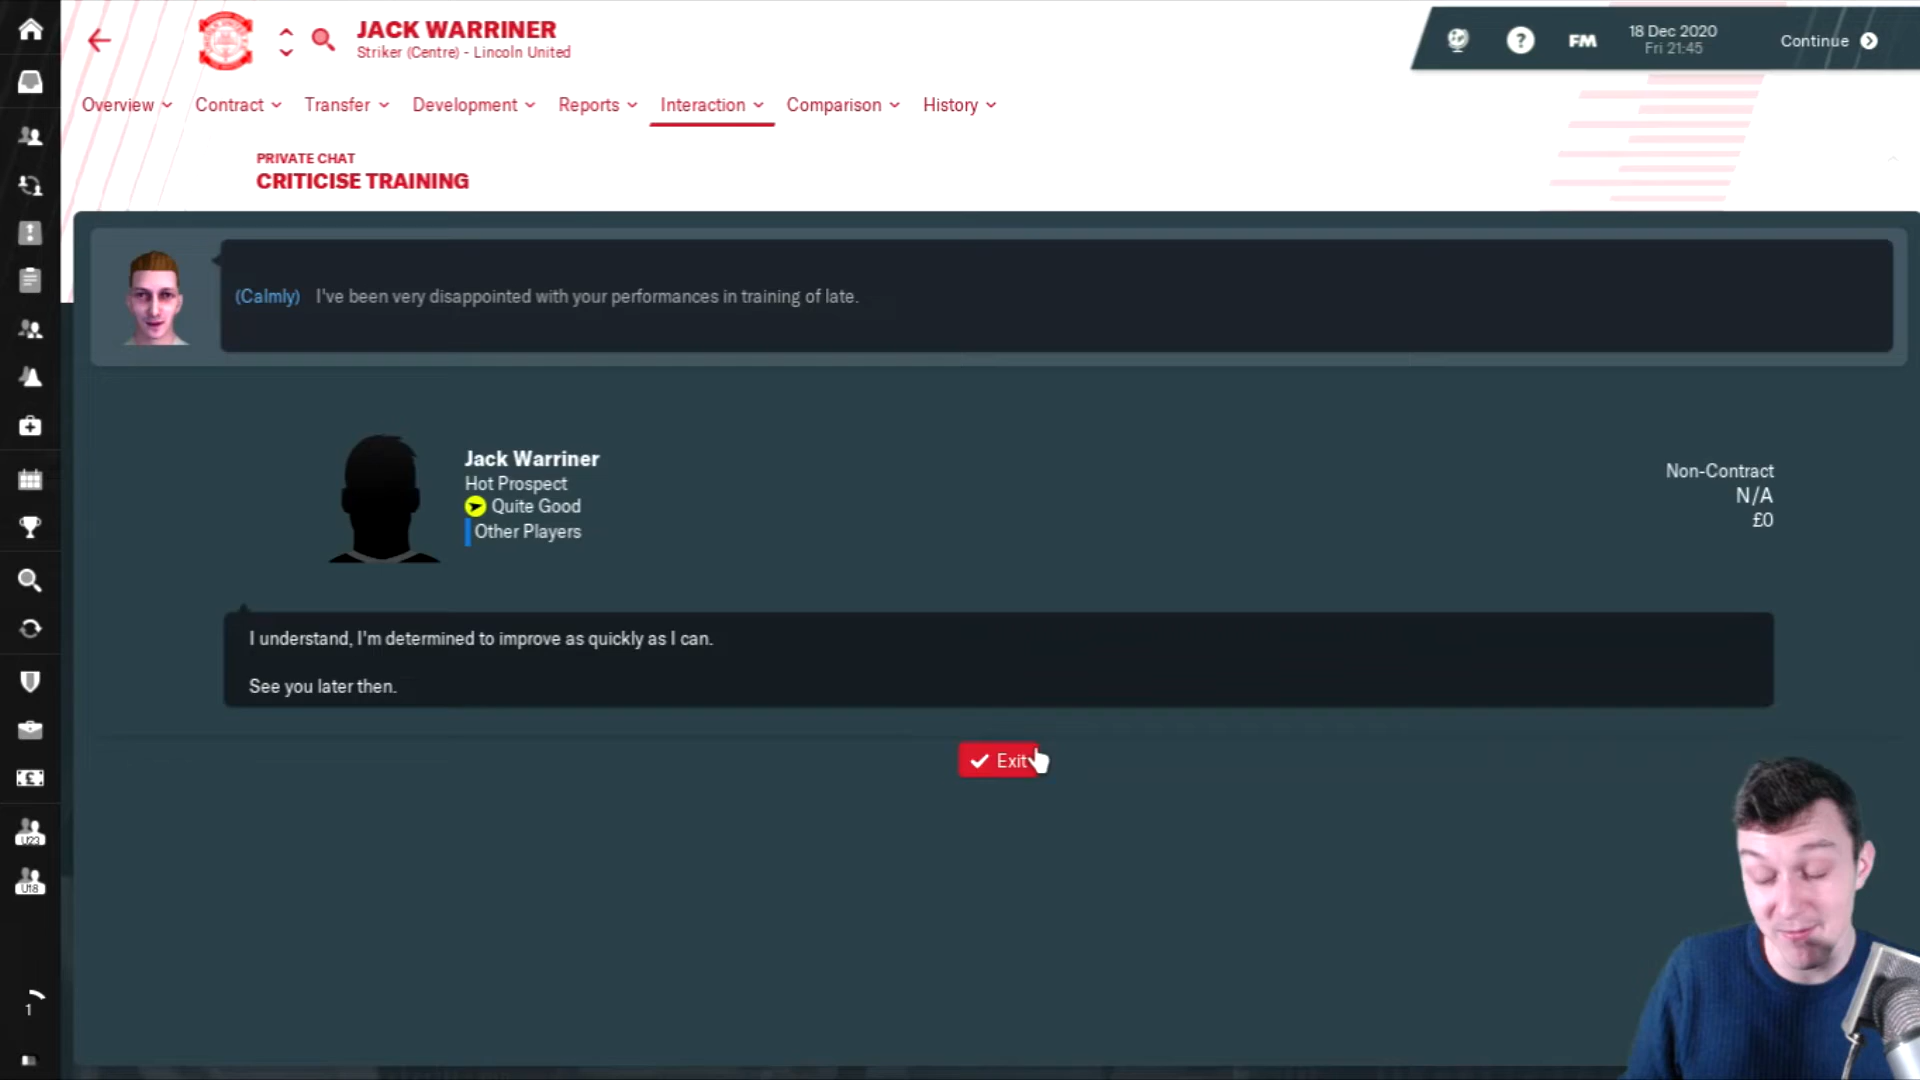 JACK WARRINER
Striker (Centre) - Lincoln United
FM
18 Dec 2020
Fri 21:45
Continue
Overview
Contract
Transfer
Development
Reports
Interaction
Comparison
History
PRIVATE CHAT
CRITICISE TRAINING
(Calmly) I've been very disappointed with your performances in training of late.
Jack Warriner
Hot Prospect
Quite Good
Other Players
Non-Contract
N/A
£0
I understand, I'm determined to improve as quickly as I can.
See you later then.
Exit
U23
U18
1